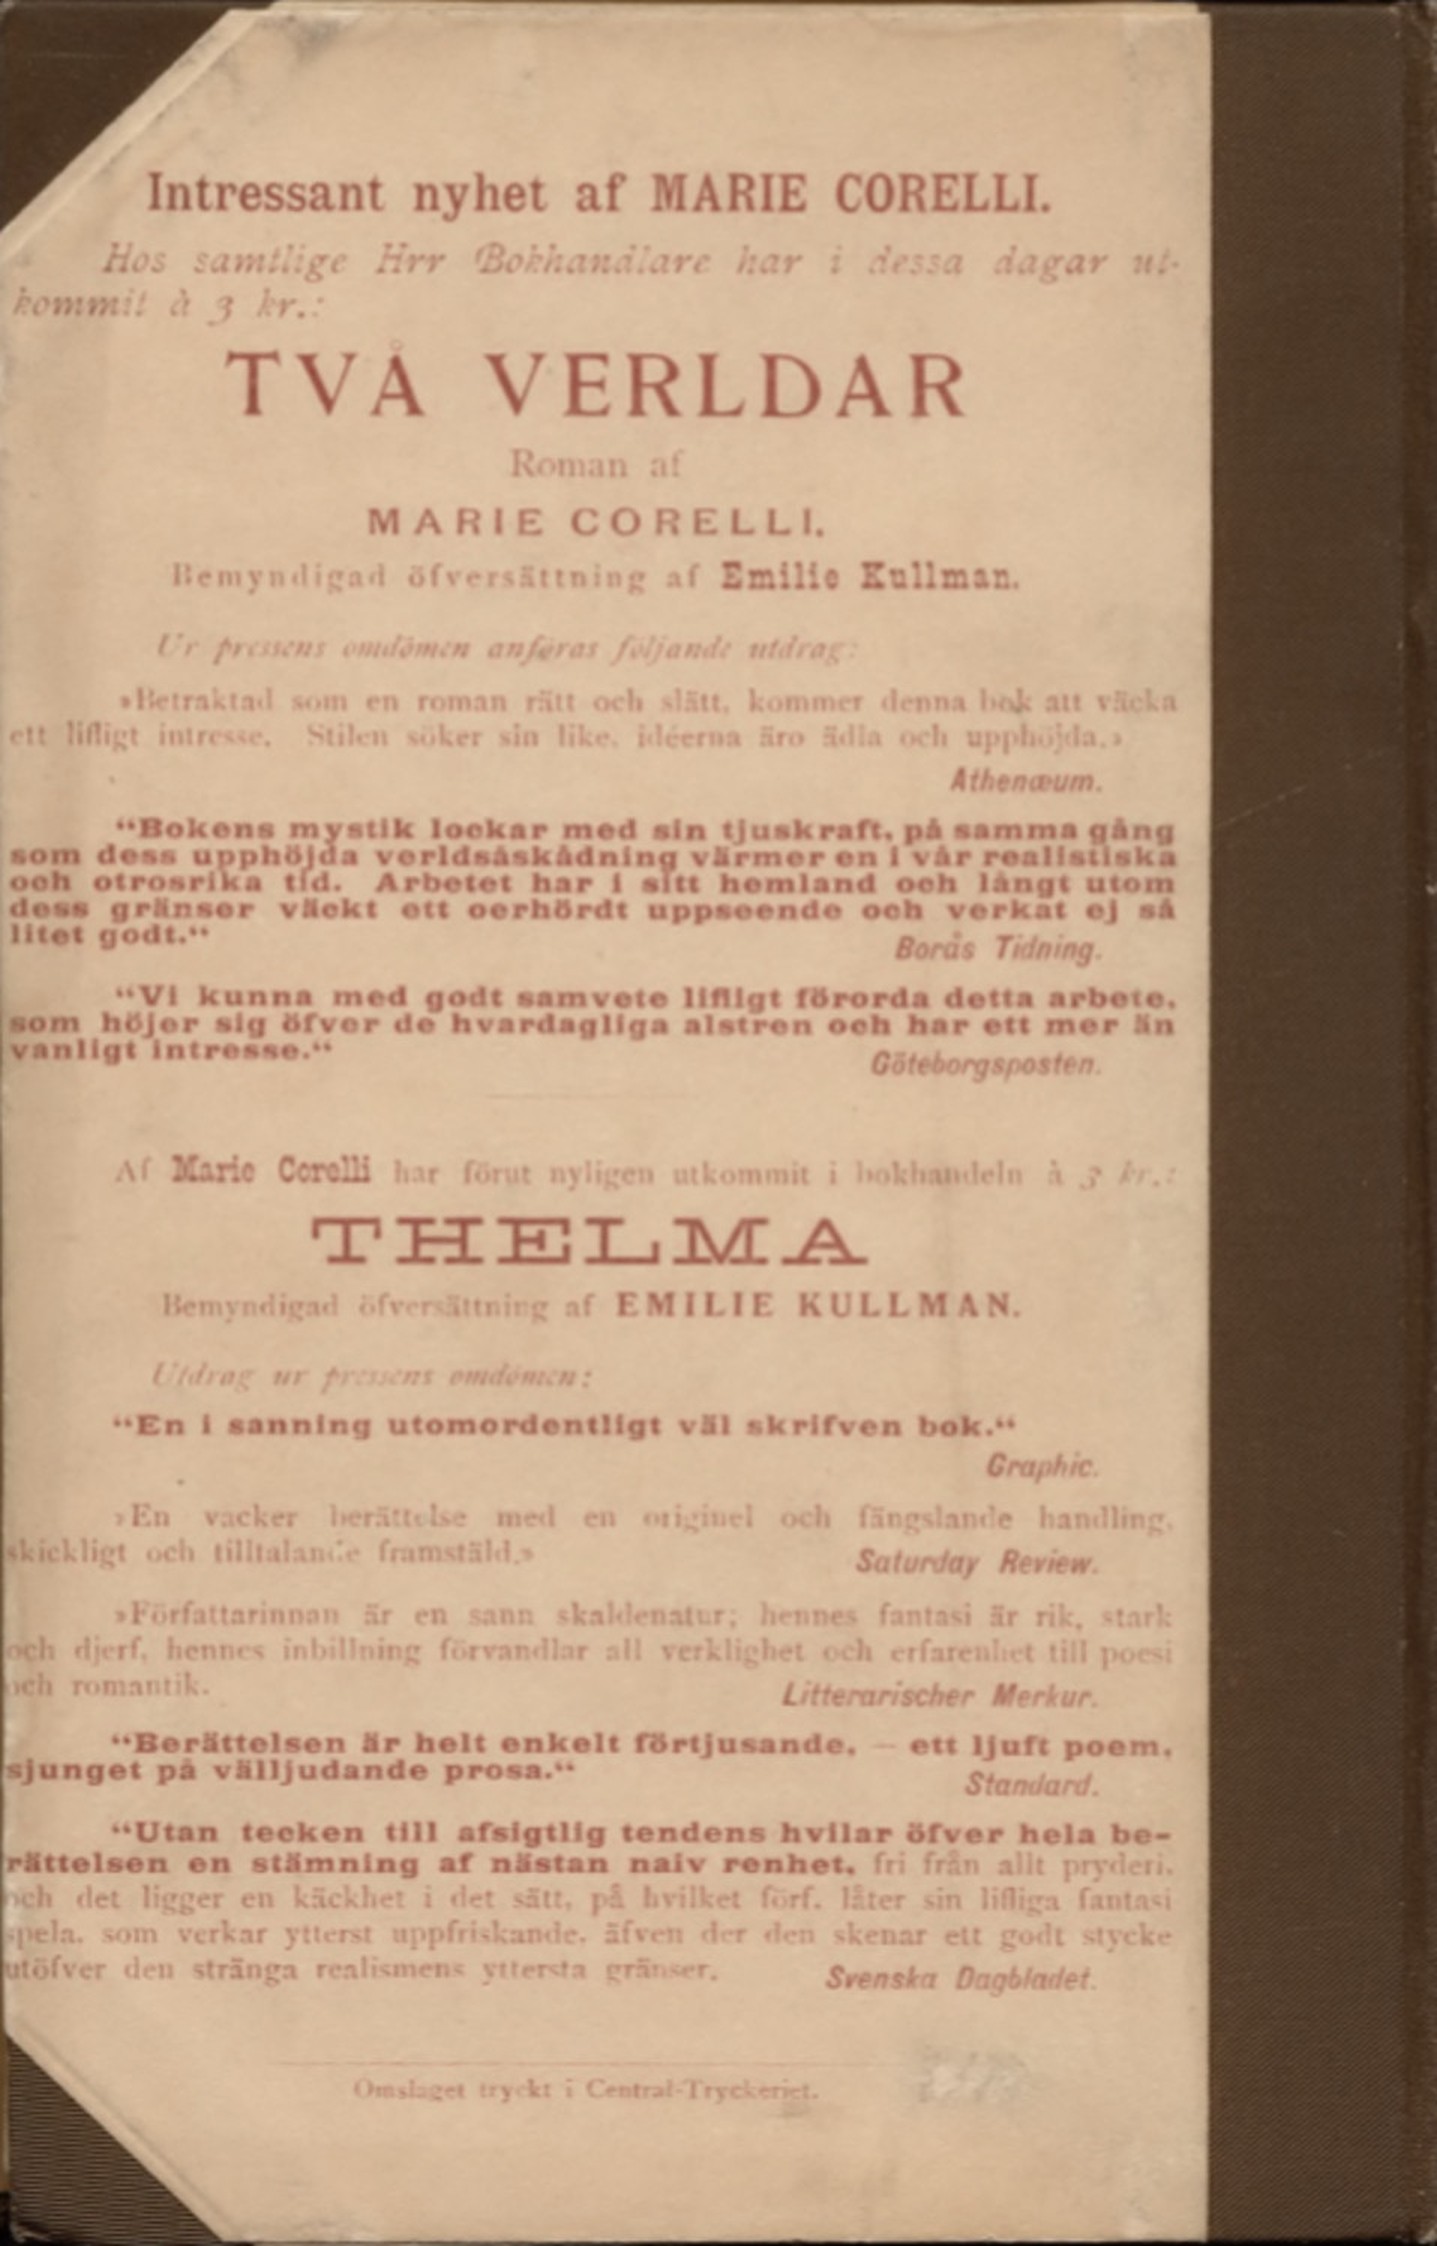 Intressant nyhet af MARIE CORELLI.
Hos samtlige Hrr Bokhandlare har i dessa dagar ut-
kommit à 3 kr.:
TVÅ VERLDAR
Roman af
MARIE CORELLI.
Bemyndigad öfversättning af Emilie Kullman.
Ur pressens omdömen anföras följande utdrag:
»Betraktad som en roman rätt och slätt, kommer denna bok att väcka
ett lifligt intresse. Stilen söker sin like, idéerna äro ädla och upphöjda.»
Athenæum.
“Bokens mystik lockar med sin tjuskraft, på samma gång
som dess upphöjda verldsåskådning värmer en i vår realistiska
och otrosrika tid. Arbetet har i sitt hemland och långt utom
dess gränser väckt ett oerhördt uppseende och verkat ej så
litet godt.“
Borås Tidning.
“Vi kunna med godt samvete lifligt förorda detta arbete,
som höjer sig öfver de hvardagliga alstren och har ett mer än
vanligt intresse.“
Göteborgsposten.
Af Marie Corelli har förut nyligen utkommit i bokhandeln à 3 kr.:
THELMA
Bemyndigad öfversättning af EMILIE KULLMAN.
Utdrag ur pressens omdömen:
“En i sanning utomordentligt väl skrifven bok.“
Graphic.
»En vacker berättelse med en originel och fängslande handling,
skickligt och tilltalande framstäld.»
Saturday Review.
»Författarinnan är en sann skaldenatur; hennes fantasi är rik, stark
och djerf, hennes inbillning förvandlar all verklighet och erfarenhet till poesi
och romantik.
Litterarischer Merkur.
“Berättelsen är helt enkelt förtjusande, — ett ljuft poem,
sjunget på välljudande prosa.“
Standard.
“Utan tecken till afsigtlig tendens hvilar öfver hela be-
rättelsen en stämning af nästan naiv renhet, fri från allt pryderi,
och det ligger en käckhet i det sätt, på hvilket förf. låter sin lifliga fantasi
spela, som verkar ytterst uppfriskande, äfven der den skenar ett godt stycke
utöfver den stränga realismens yttersta gränser.
Svenska Dagbladet.
Omslaget tryckt i Central-Tryckeriet.